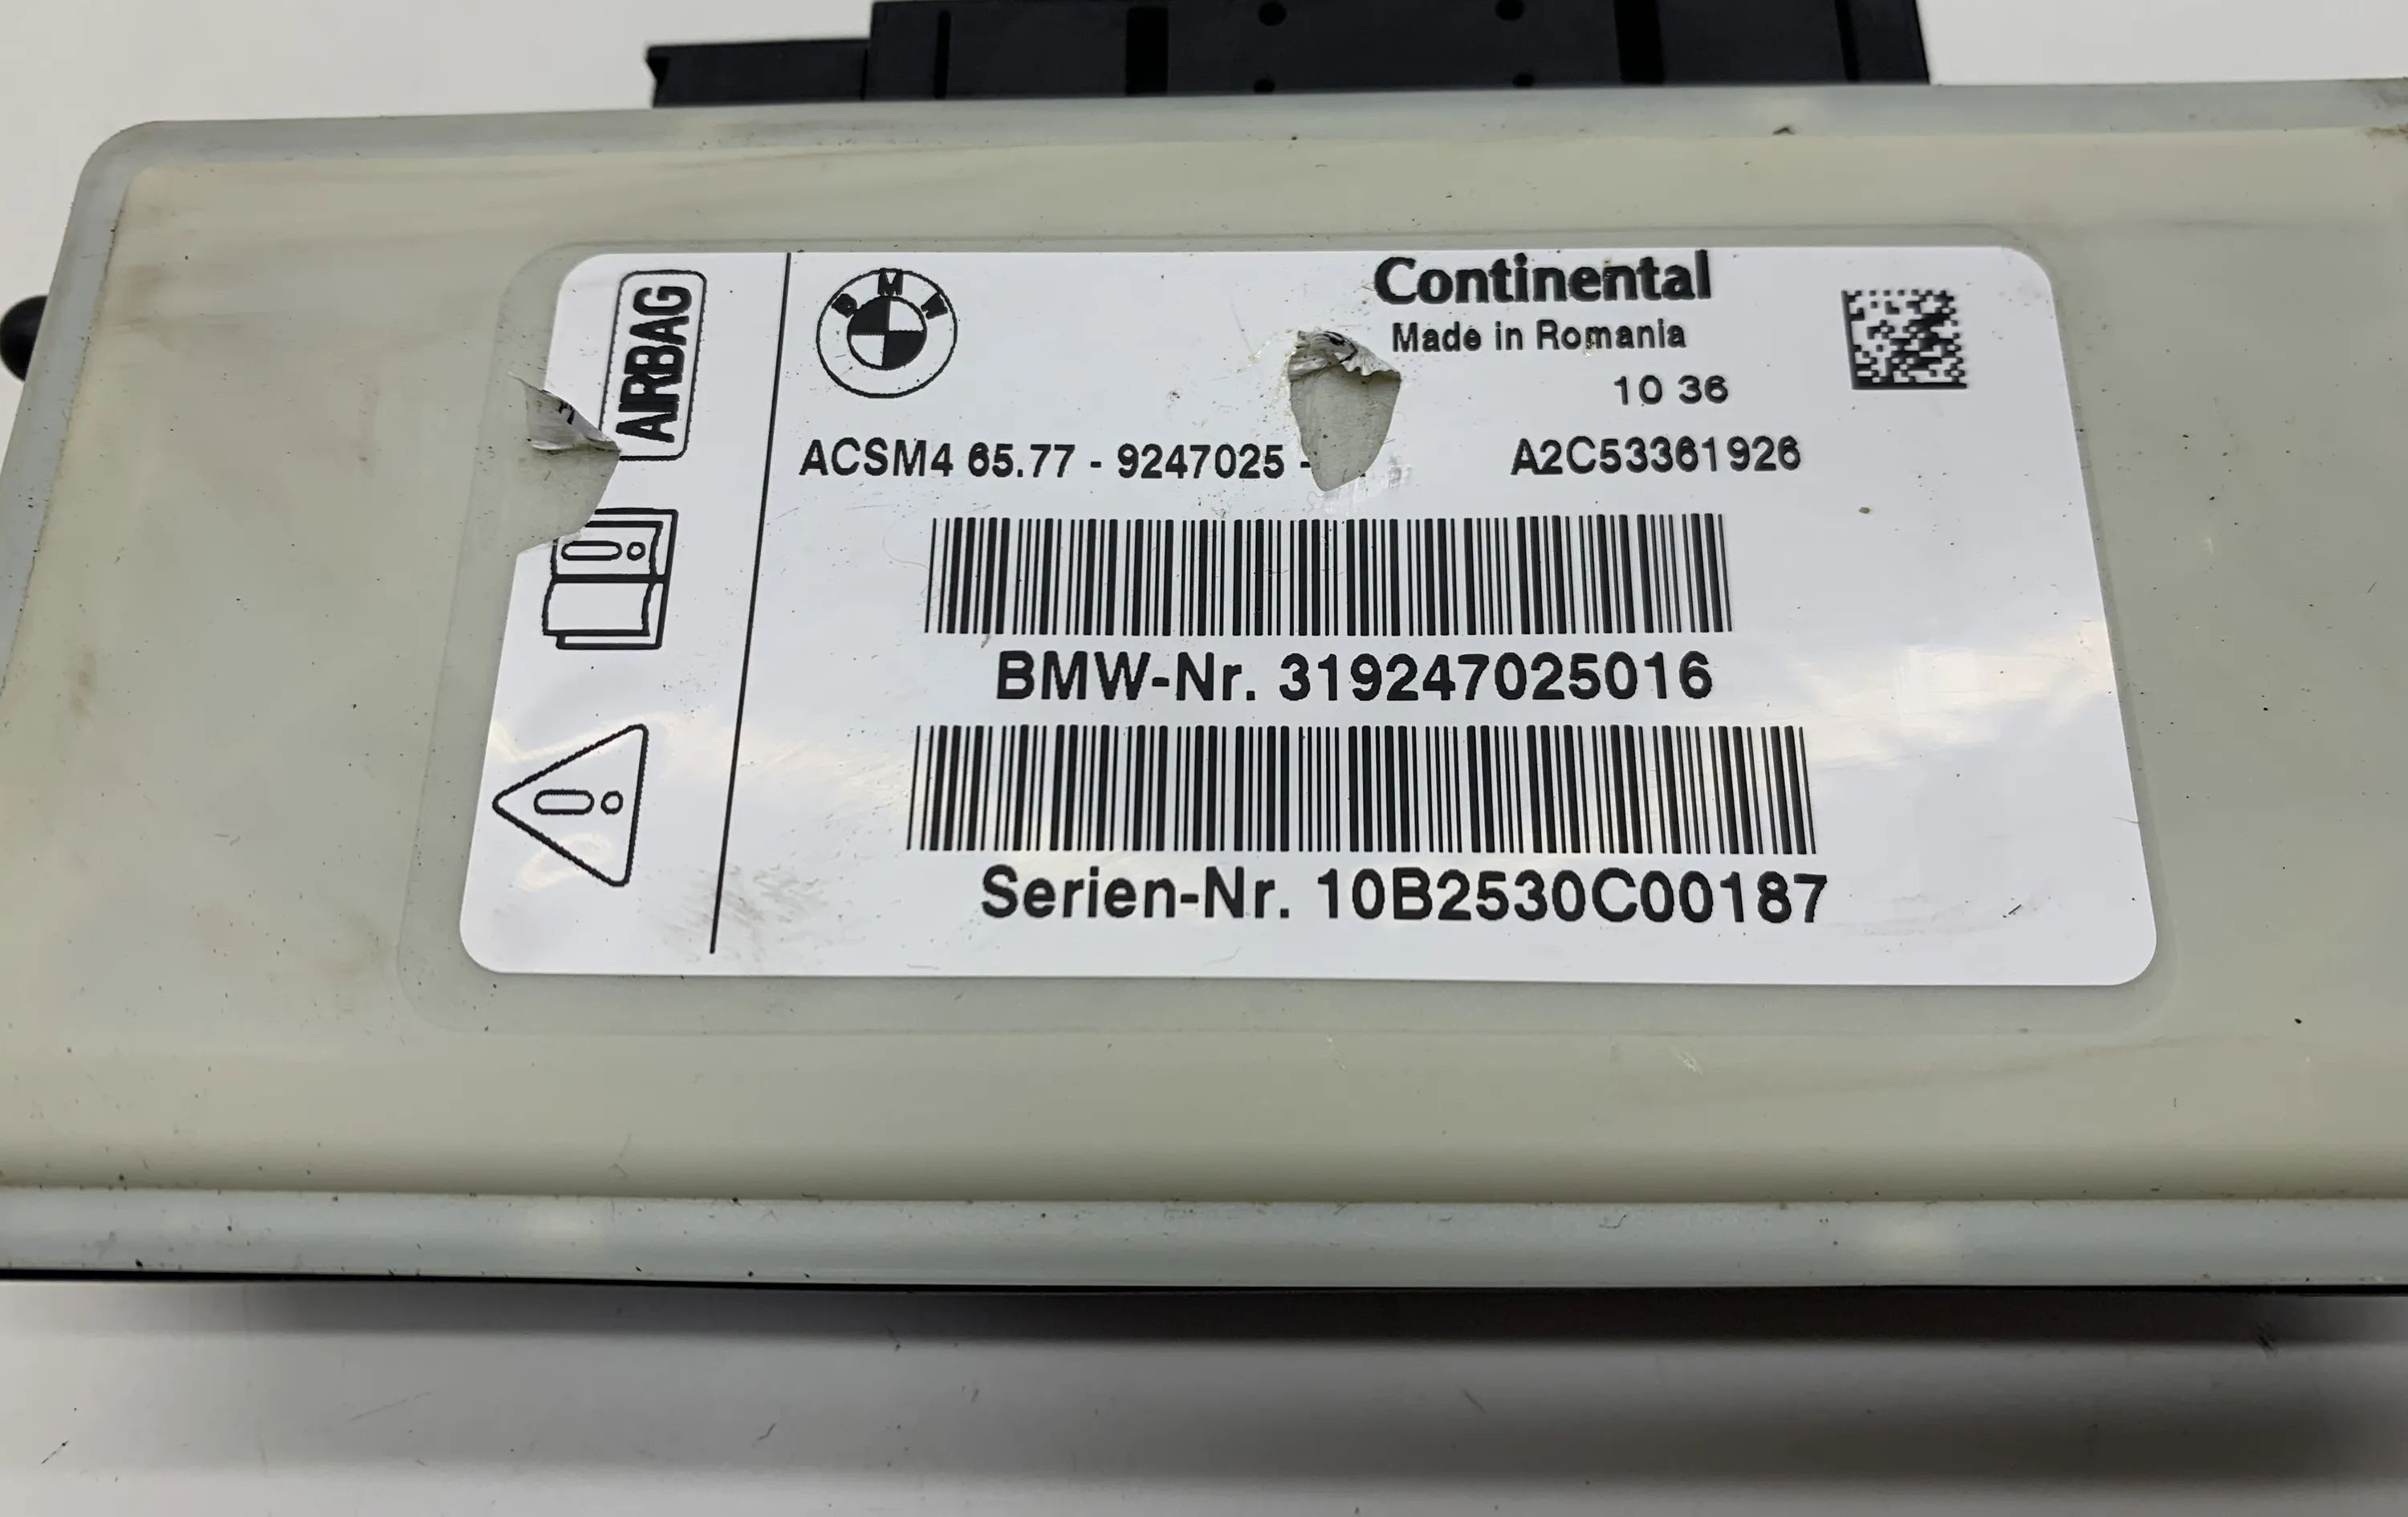 AIRBAG
BMW
Continental
Made in Romania
10 36
ACSM4 65.77 - 9247025 -
A2C53361926
BMW-Nr. 319247025016
Serien-Nr. 10B2530C00187